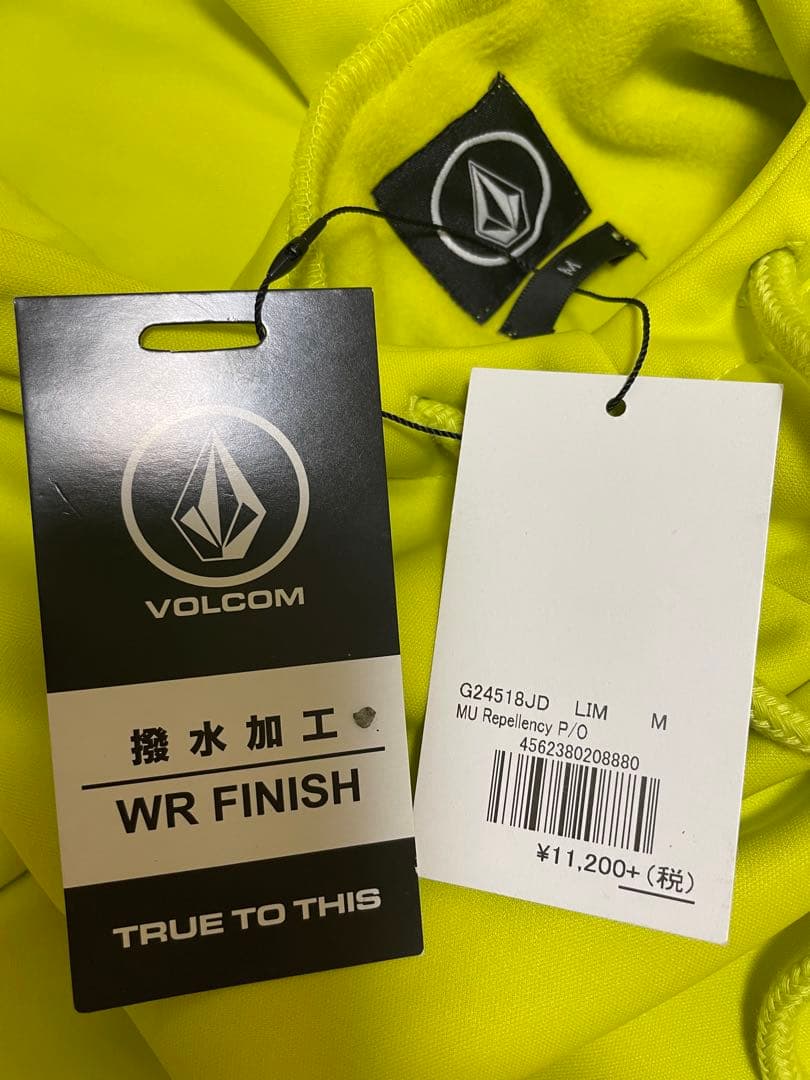 M
VOLCOM
撥水加工
WR FINISH
TRUE TO THIS
G24518JD LIM M
MU Repellency P/O
4562380208880
¥11,200+(税)